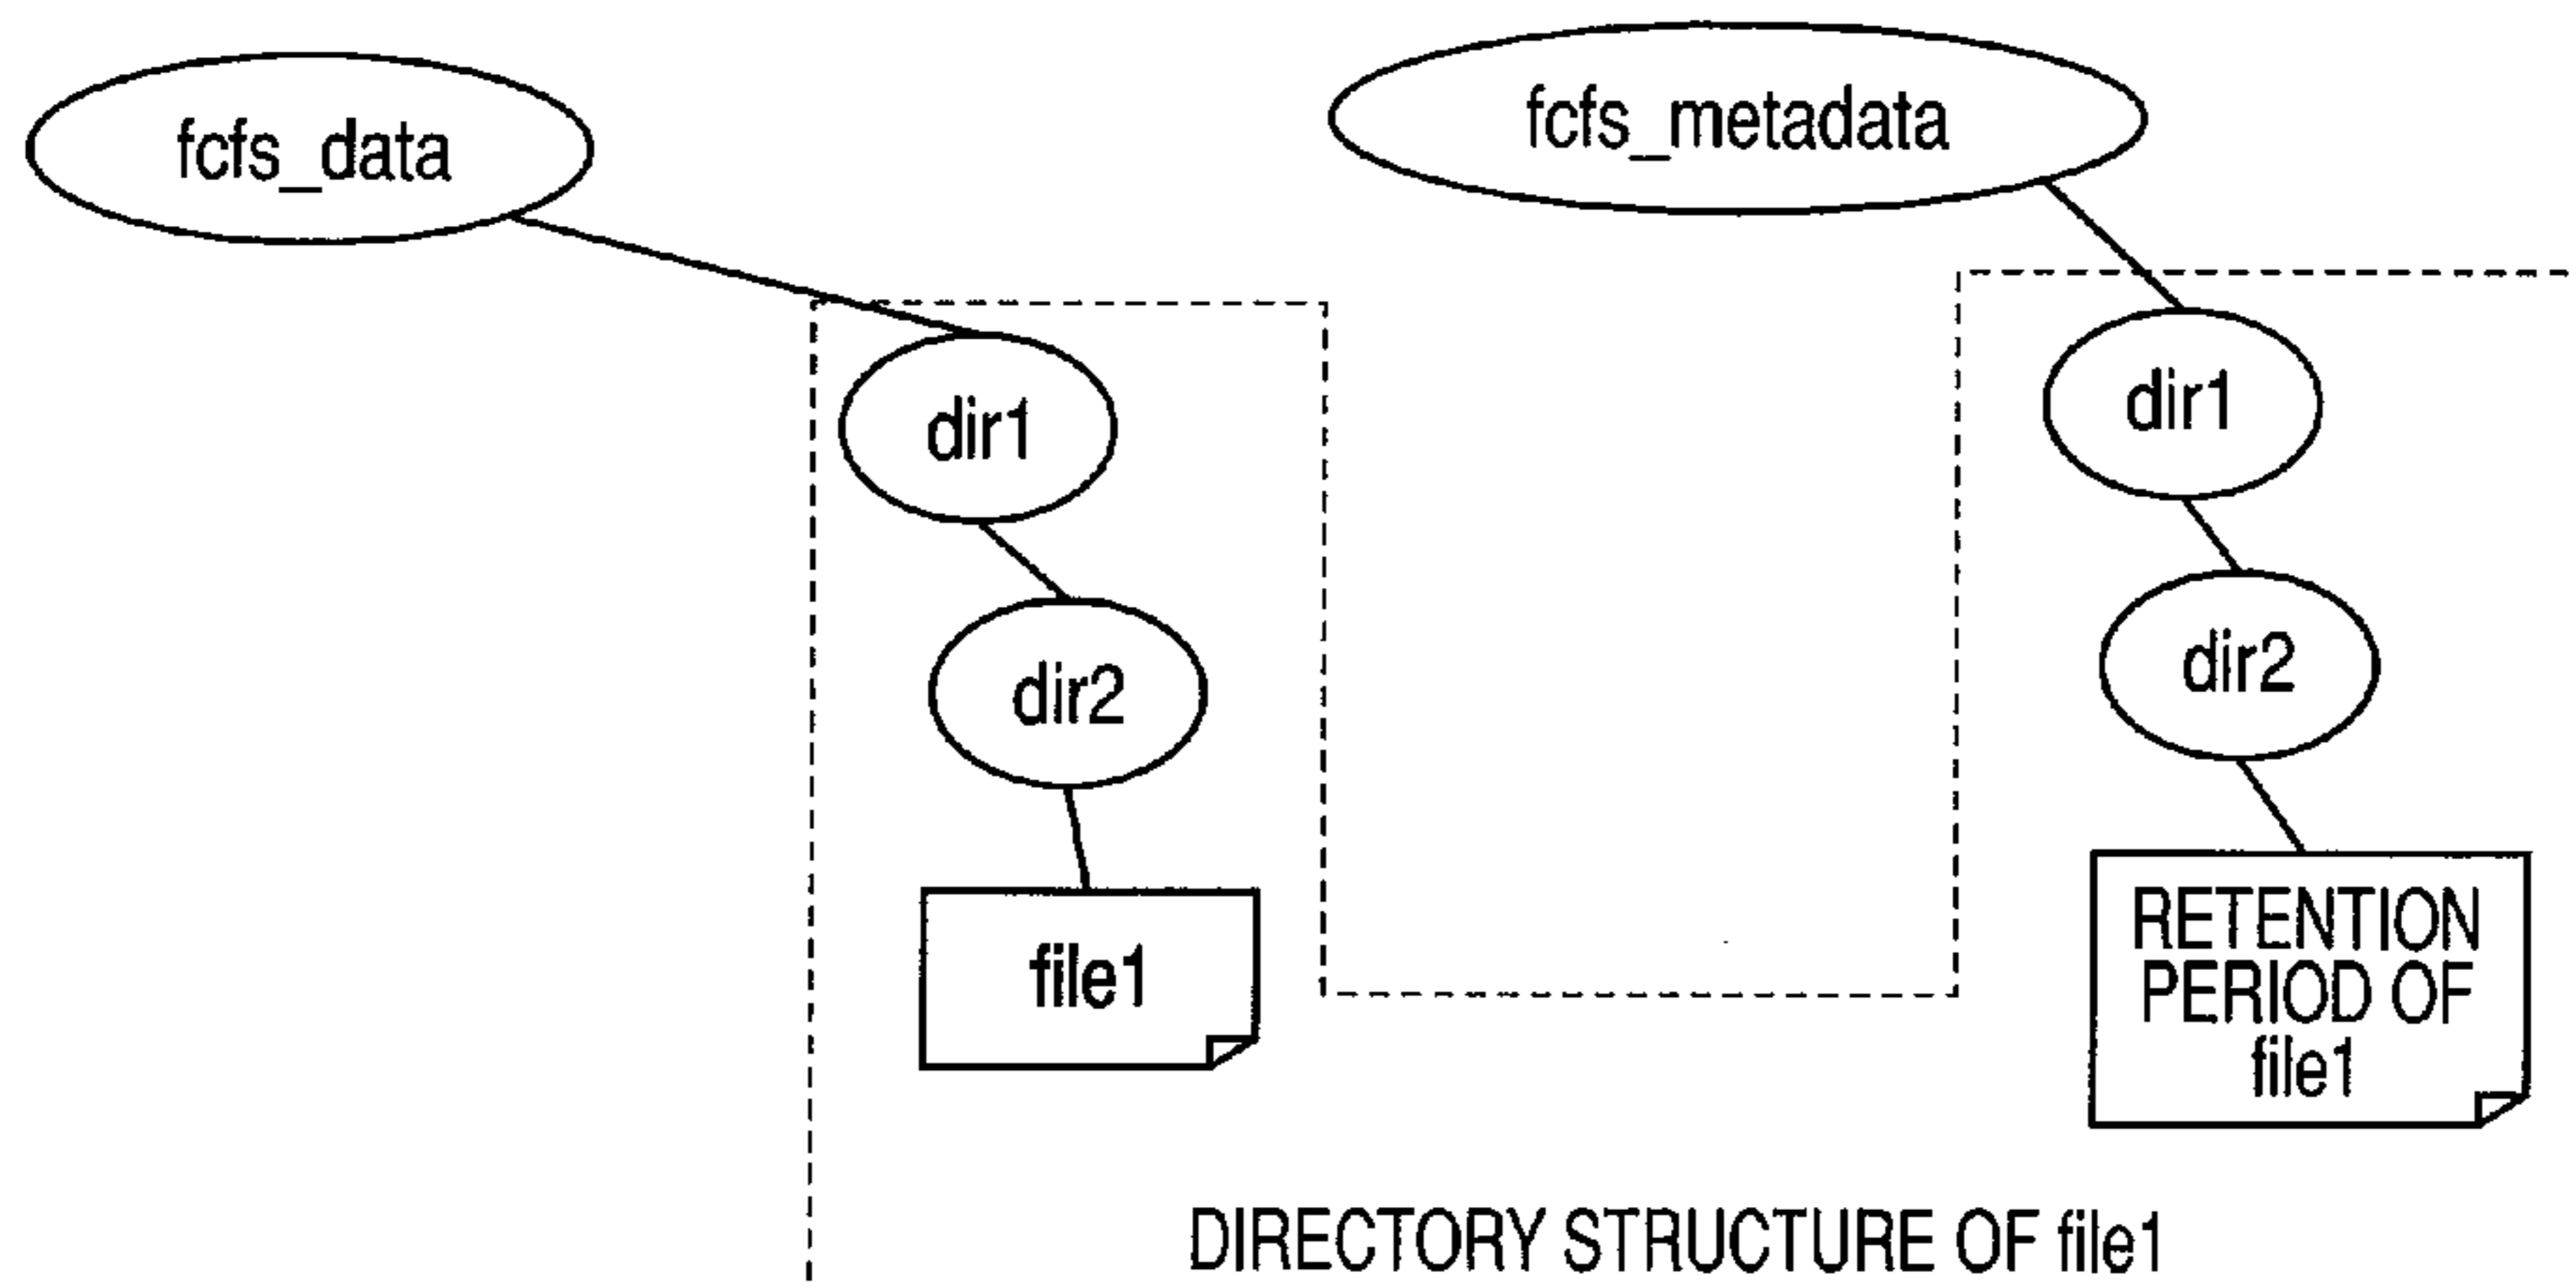 fcfs_data
fcfs_metadata
dir1
dir2
file1
dir1
dir2
RETENTION
PERIOD OF
file1
DIRECTORY STRUCTURE OF file1